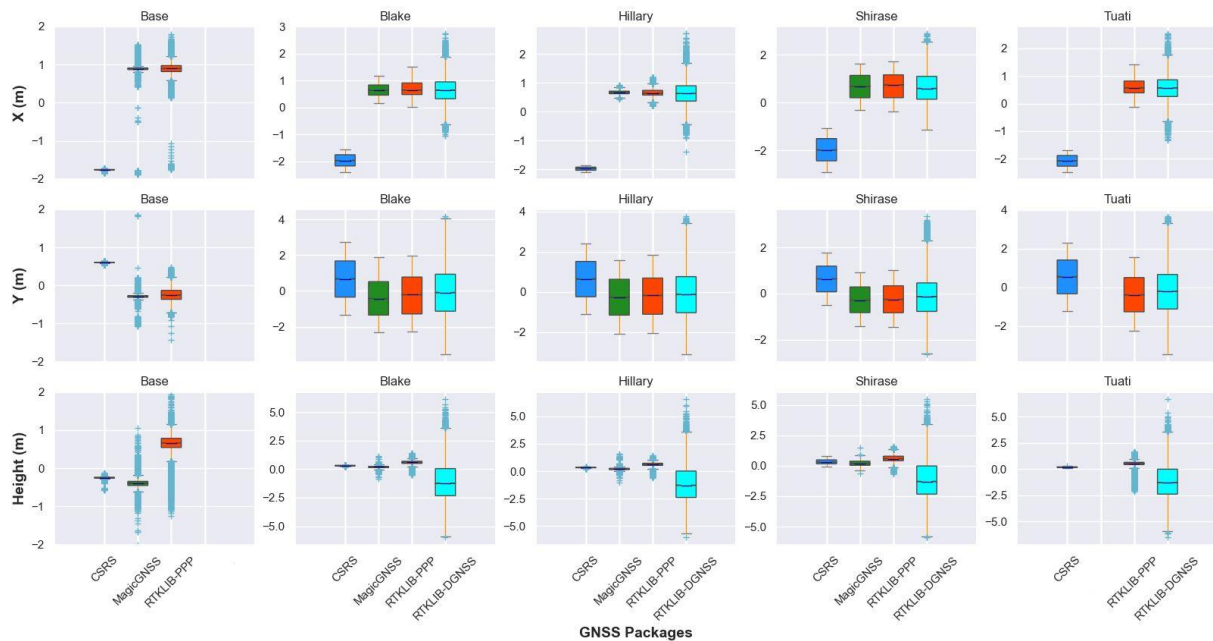 Base Blake Hillary Shirase Tuati
X (m)
2 3 4 2 3
2 3 2
1 2 1
1 0 0 0 0
−1 −1 −1 −2 −1
−2 −2 −2 −2
Base Blake Hillary Shirase Tuati
Y (m)
2 4 4 4
1 2 2 2 2
0 0 0 0 0
−1 −2 −2 −2 −2
−2
Base Blake Hillary Shirase Tuati
Height (m)
2 5.0 5.0 5.0 5.0
1 2.5 2.5 2.5 2.5
0 0.0 0.0 0.0 0.0
−1 −2.5 −2.5 −2.5 −2.5
−2 −5.0 −5.0 −5.0 −5.0
CSRS MagicGNSS RTKLIB-PPP CSRS MagicGNSS RTKLIB-PPP RTKLIB-DGNSS CSRS MagicGNSS RTKLIB-PPP RTKLIB-DGNSS CSRS MagicGNSS RTKLIB-PPP RTKLIB-DGNSS CSRS RTKLIB-PPP RTKLIB-DGNSS
GNSS Packages